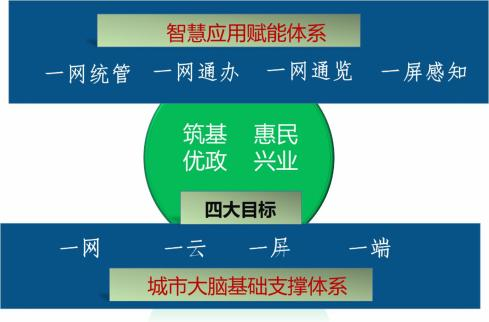 智慧应用赋能体系
一网统管 一网通办 一网通览 一屏感知
筑基 惠民
优政 兴业
四大目标
一网 一云 一屏 一端
城市大脑基础支撑体系